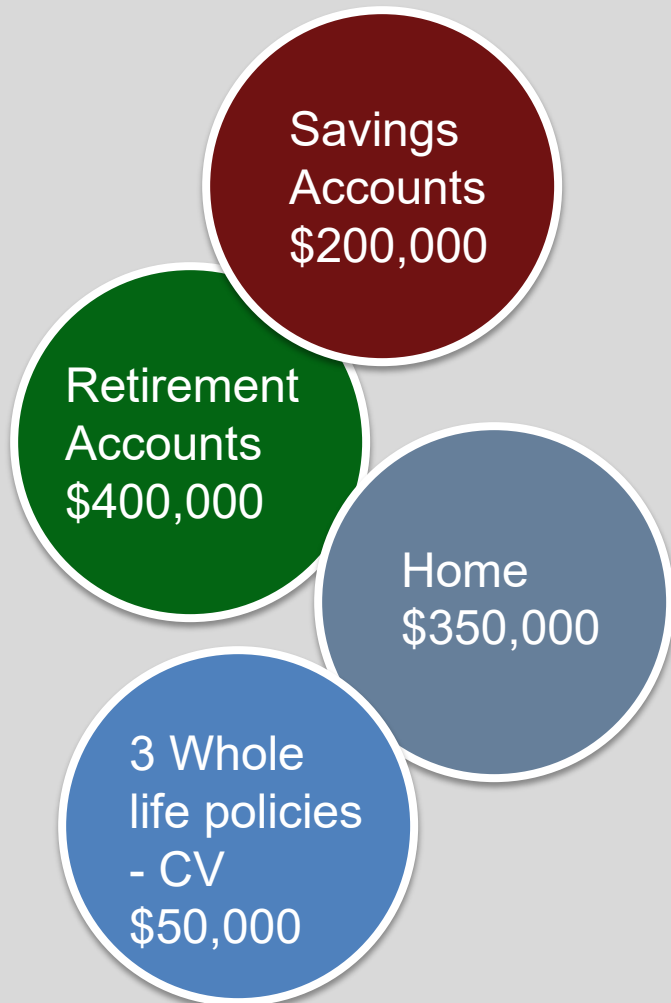 Savings
Accounts
$200,000
Retirement
Accounts
$400,000
Home
$350,000
3 Whole
life policies
- CV
$50,000